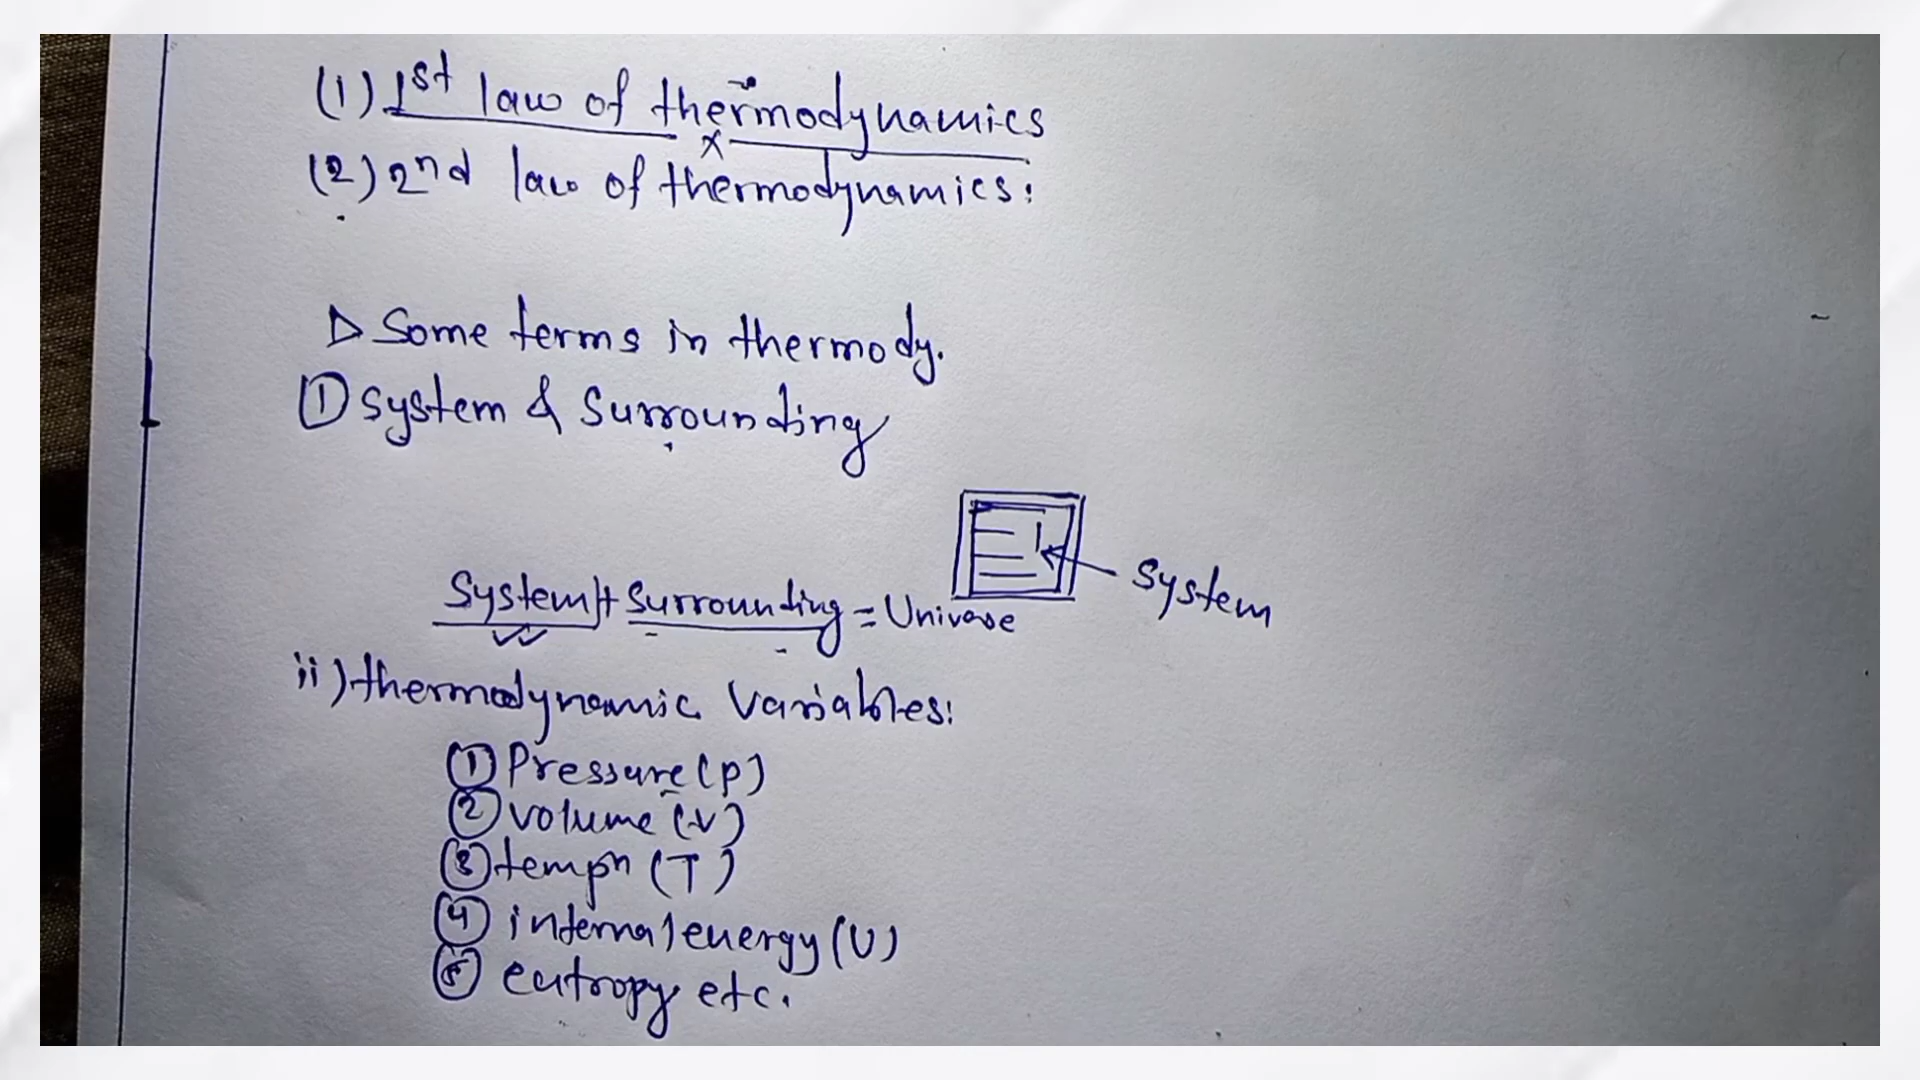 (1) 1st law of thermodynamics
(2) 2nd law of thermodynamics:
▷ Some terms in thermody.
① System & Surrounding
System + Surrounding = Univase
System
ii) thermodynamic Variables:
① Pressure (P)
② volume (V)
③ tempn (T)
④ internal energy (U)
⑤ entropy etc.